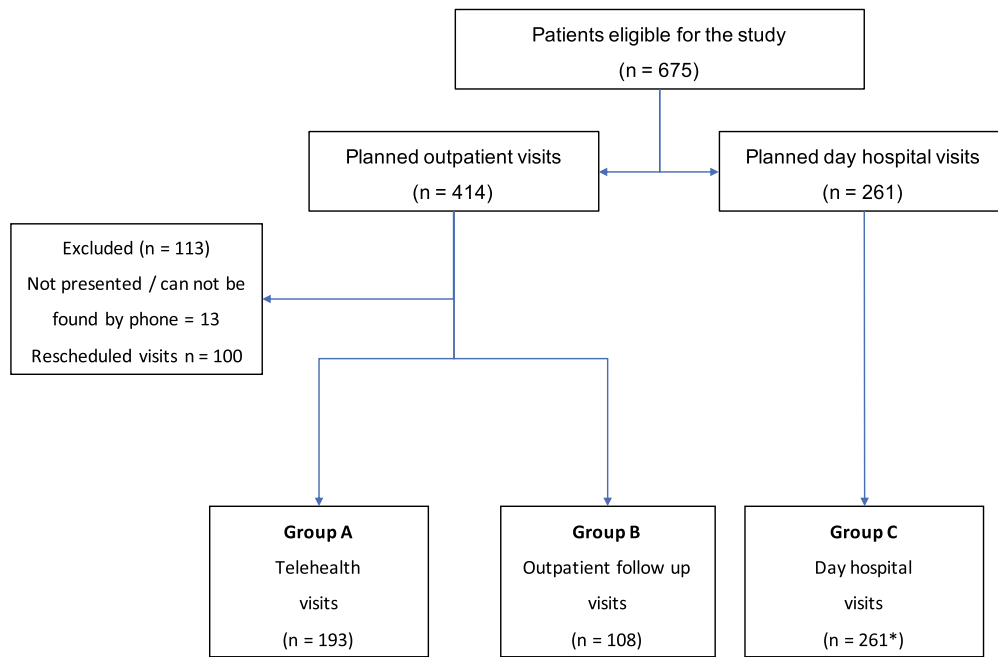 Patients eligible for the study
(n = 675)
Planned outpatient visits
(n = 414)
Planned day hospital visits
(n = 261)
Excluded (n = 113)
Not presented / can not be
found by phone = 13
Rescheduled visits n = 100
Group A
Telehealth
visits
(n = 193)
Group B
Outpatient follow up
visits
(n = 108)
Group C
Day hospital
visits
(n = 261*)